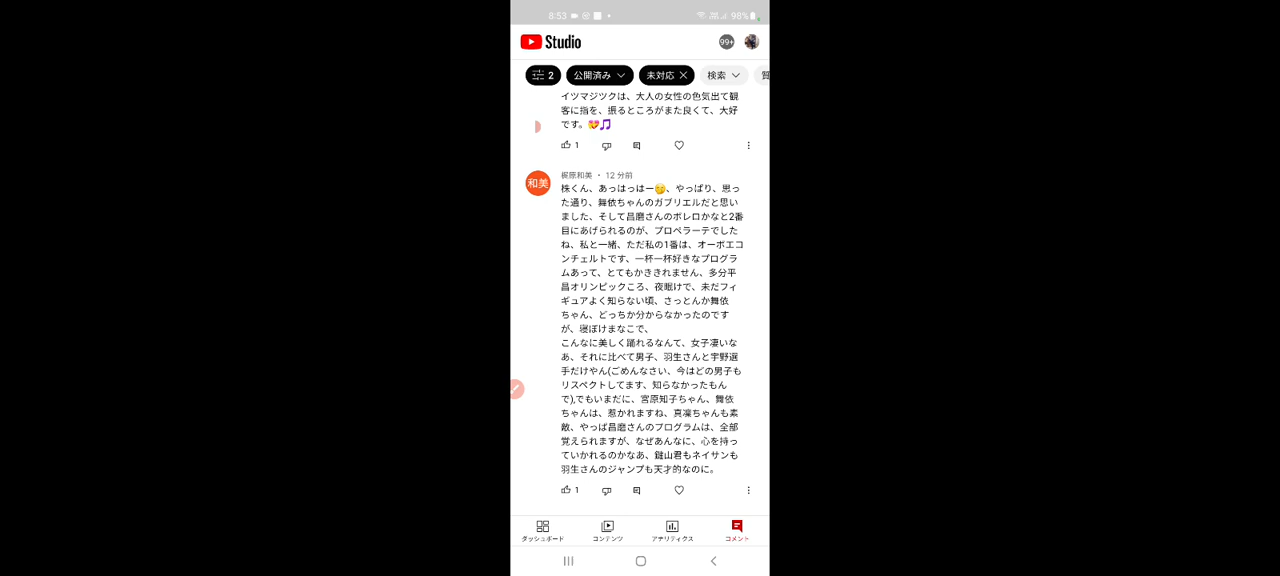 8:53
98%
Studio
99+
2
公開済み
未対応
検索
イツマジツクは、大人の女性の色気出て観
客に指を、振るところがまた良くて、大好
です。💝🎵
1
和美
梶原和美 • 12 分前
株くん、あっはっはー🤭、やっぱり、思っ
た通り、舞依ちゃんのガブリエルだと思い
ました、そして昌磨さんのボレロかなと2番
目にあげられるのが、プロペラーテでした
ね、私と一緒、ただ私の1番は、オーボエコ
ンチェルトです、一杯一杯好きなプログラ
ムあって、とてもかききれません、多分平
昌オリンピックころ、夜眠けで、未だフィ
ギュアよく知らない頃、さっとんか舞依
ちゃん、どっちか分からなかったのです
が、寝ぼけまなこで、
こんなに美しく踊れるなんて、女子凄いな
あ、それに比べて男子、羽生さんと宇野選
手だけやん(ごめんなさい、今はどの男子も
リスペクトしてます、知らなかったもん
で),でもいまだに、宮原知子ちゃん、舞依
ちゃんは、惹かれますね、真凜ちゃんも素
敵、やっぱ昌磨さんのプログラムは、全部
覚えられますが、なぜあんなに、心を持っ
ていかれるのかなあ、鍵山君もネイサンも
羽生さんのジャンプも天才的なのに。
1
ダッシュボード
コンテンツ
アナリティクス
コメント